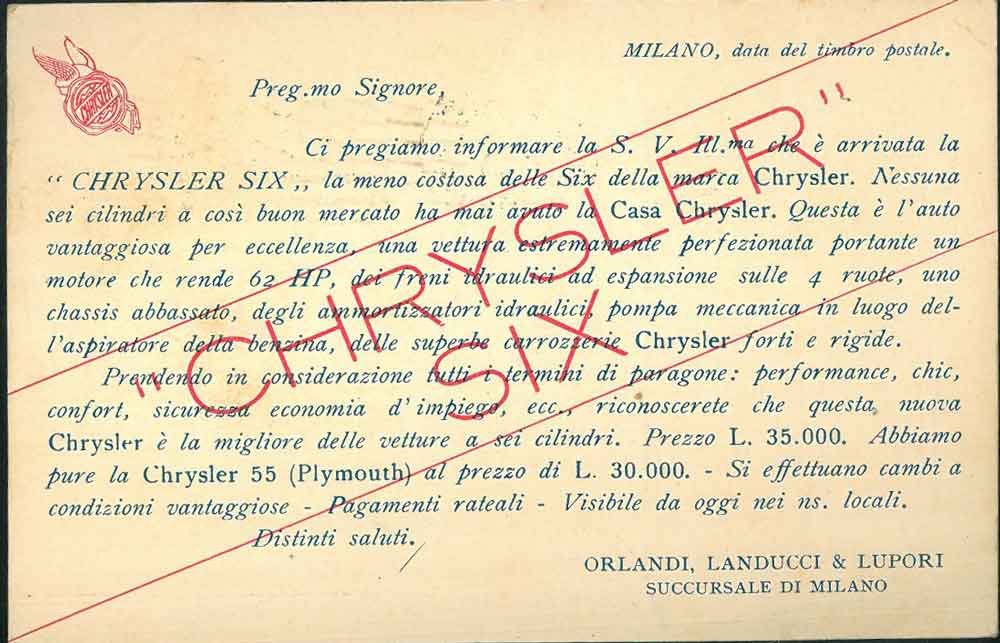 CHRYSLER
MILANO, data del timbro postale.
Preg.mo Signore,
Ci pregiamo informare la S. V. Ill.ma che è arrivata la
“ CHRYSLER SIX „ la meno costosa delle Six della marca Chrysler. Nessuna
sei cilindri a così buon mercato ha mai avuto la Casa Chrysler. Questa è l'auto
vantaggiosa per eccellenza, una vettura estremamente perfezionata portante un
motore che rende 62 HP, dei freni idraulici ad espansione sulle 4 ruote, uno
chassis abbassato, degli ammortizzatori idraulici, pompa meccanica in luogo del-
l'aspiratore della benzina, delle superbe carrozzerie Chrysler forti e rigide.
Prendendo in considerazione tutti i termini di paragone: performance, chic,
confort, sicurezza economia d'impiego, ecc., riconoscerete che questa nuova
Chrysler è la migliore delle vetture a sei cilindri. Prezzo L. 35.000. Abbiamo
pure la Chrysler 55 (Plymouth) al prezzo di L. 30.000. - Si effettuano cambi a
condizioni vantaggiose - Pagamenti rateali - Visibile da oggi nei ns. locali.
Distinti saluti.
ORLANDI, LANDUCCI & LUPORI
SUCCURSALE DI MILANO
"CHRYSLER"
SIX